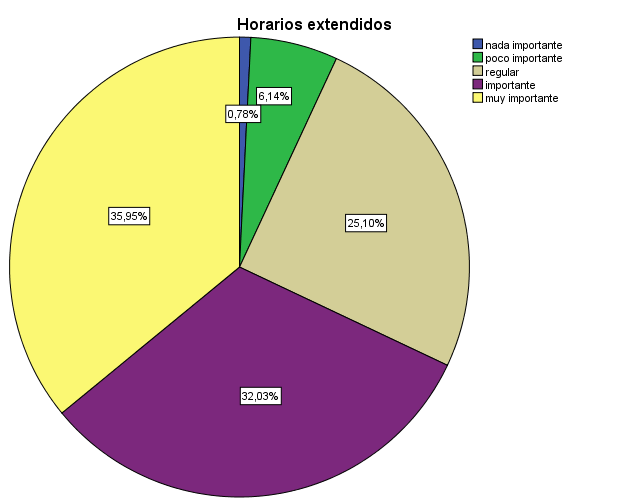 Horarios extendidos
nada importante
poco importante
regular
importante
muy importante
6,14%
0,78%
35,95%
25,10%
32,03%